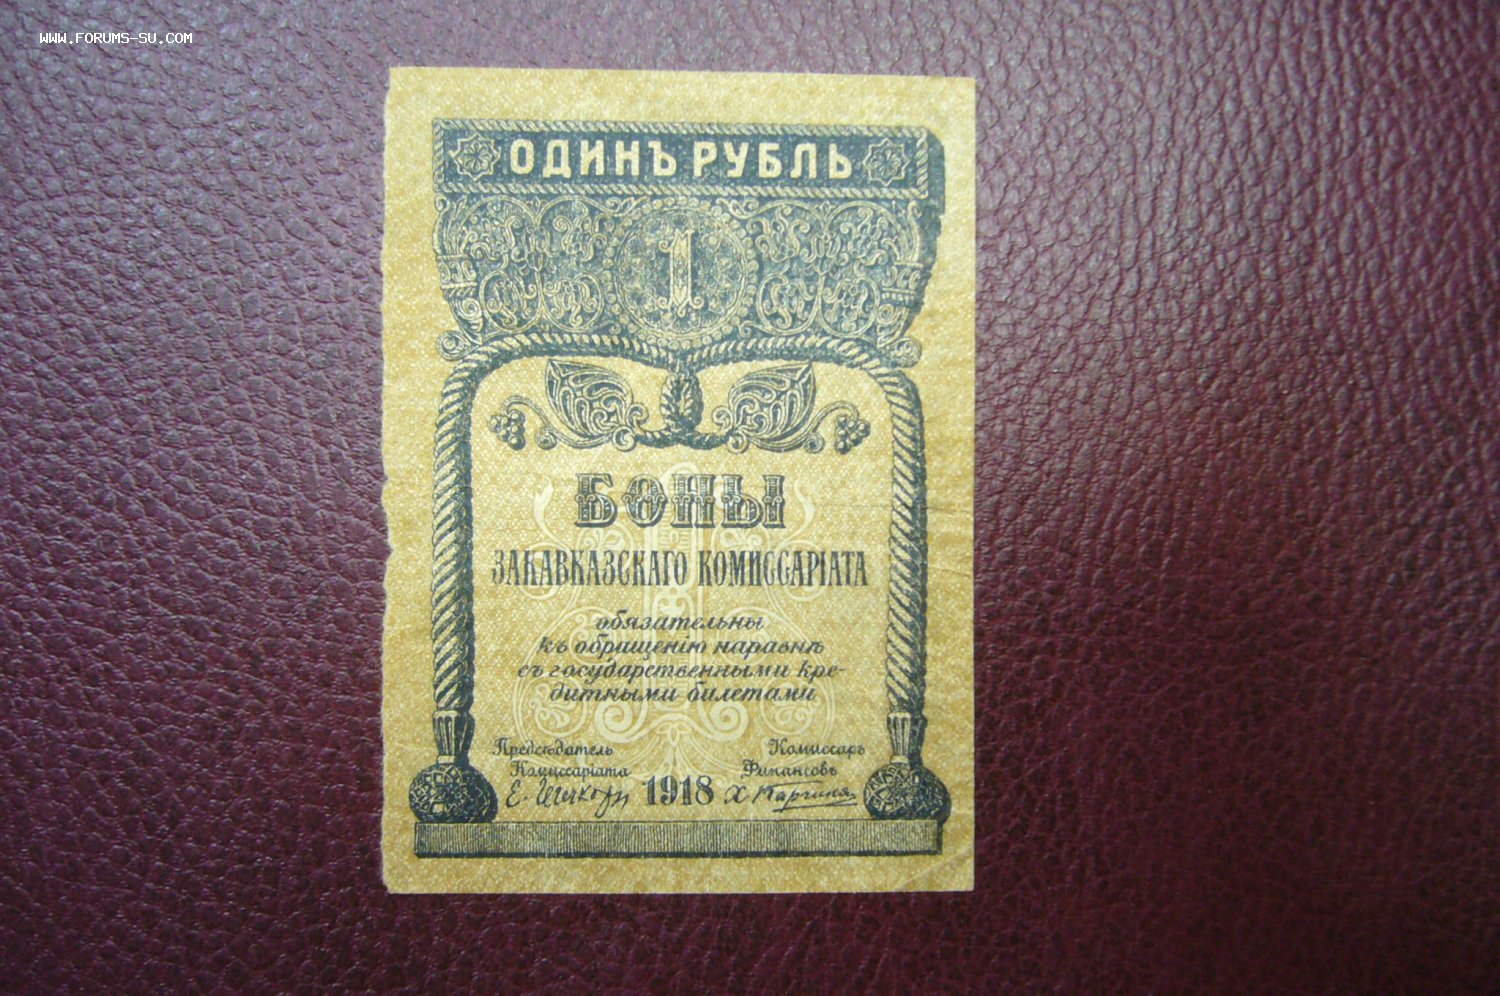 WWW.FORUMS-SU.COM
ОДИНЪ РУБЛЬ
1
БОНЫ
ЗАКАВКАЗСКАГО КОМИССАРІАТА
обязательны
къ обращенію наравнѣ
съ государственными кре-
дитными билетами
Предсѣдатель Комиссаръ
Комиссаріата Финансовъ
1918